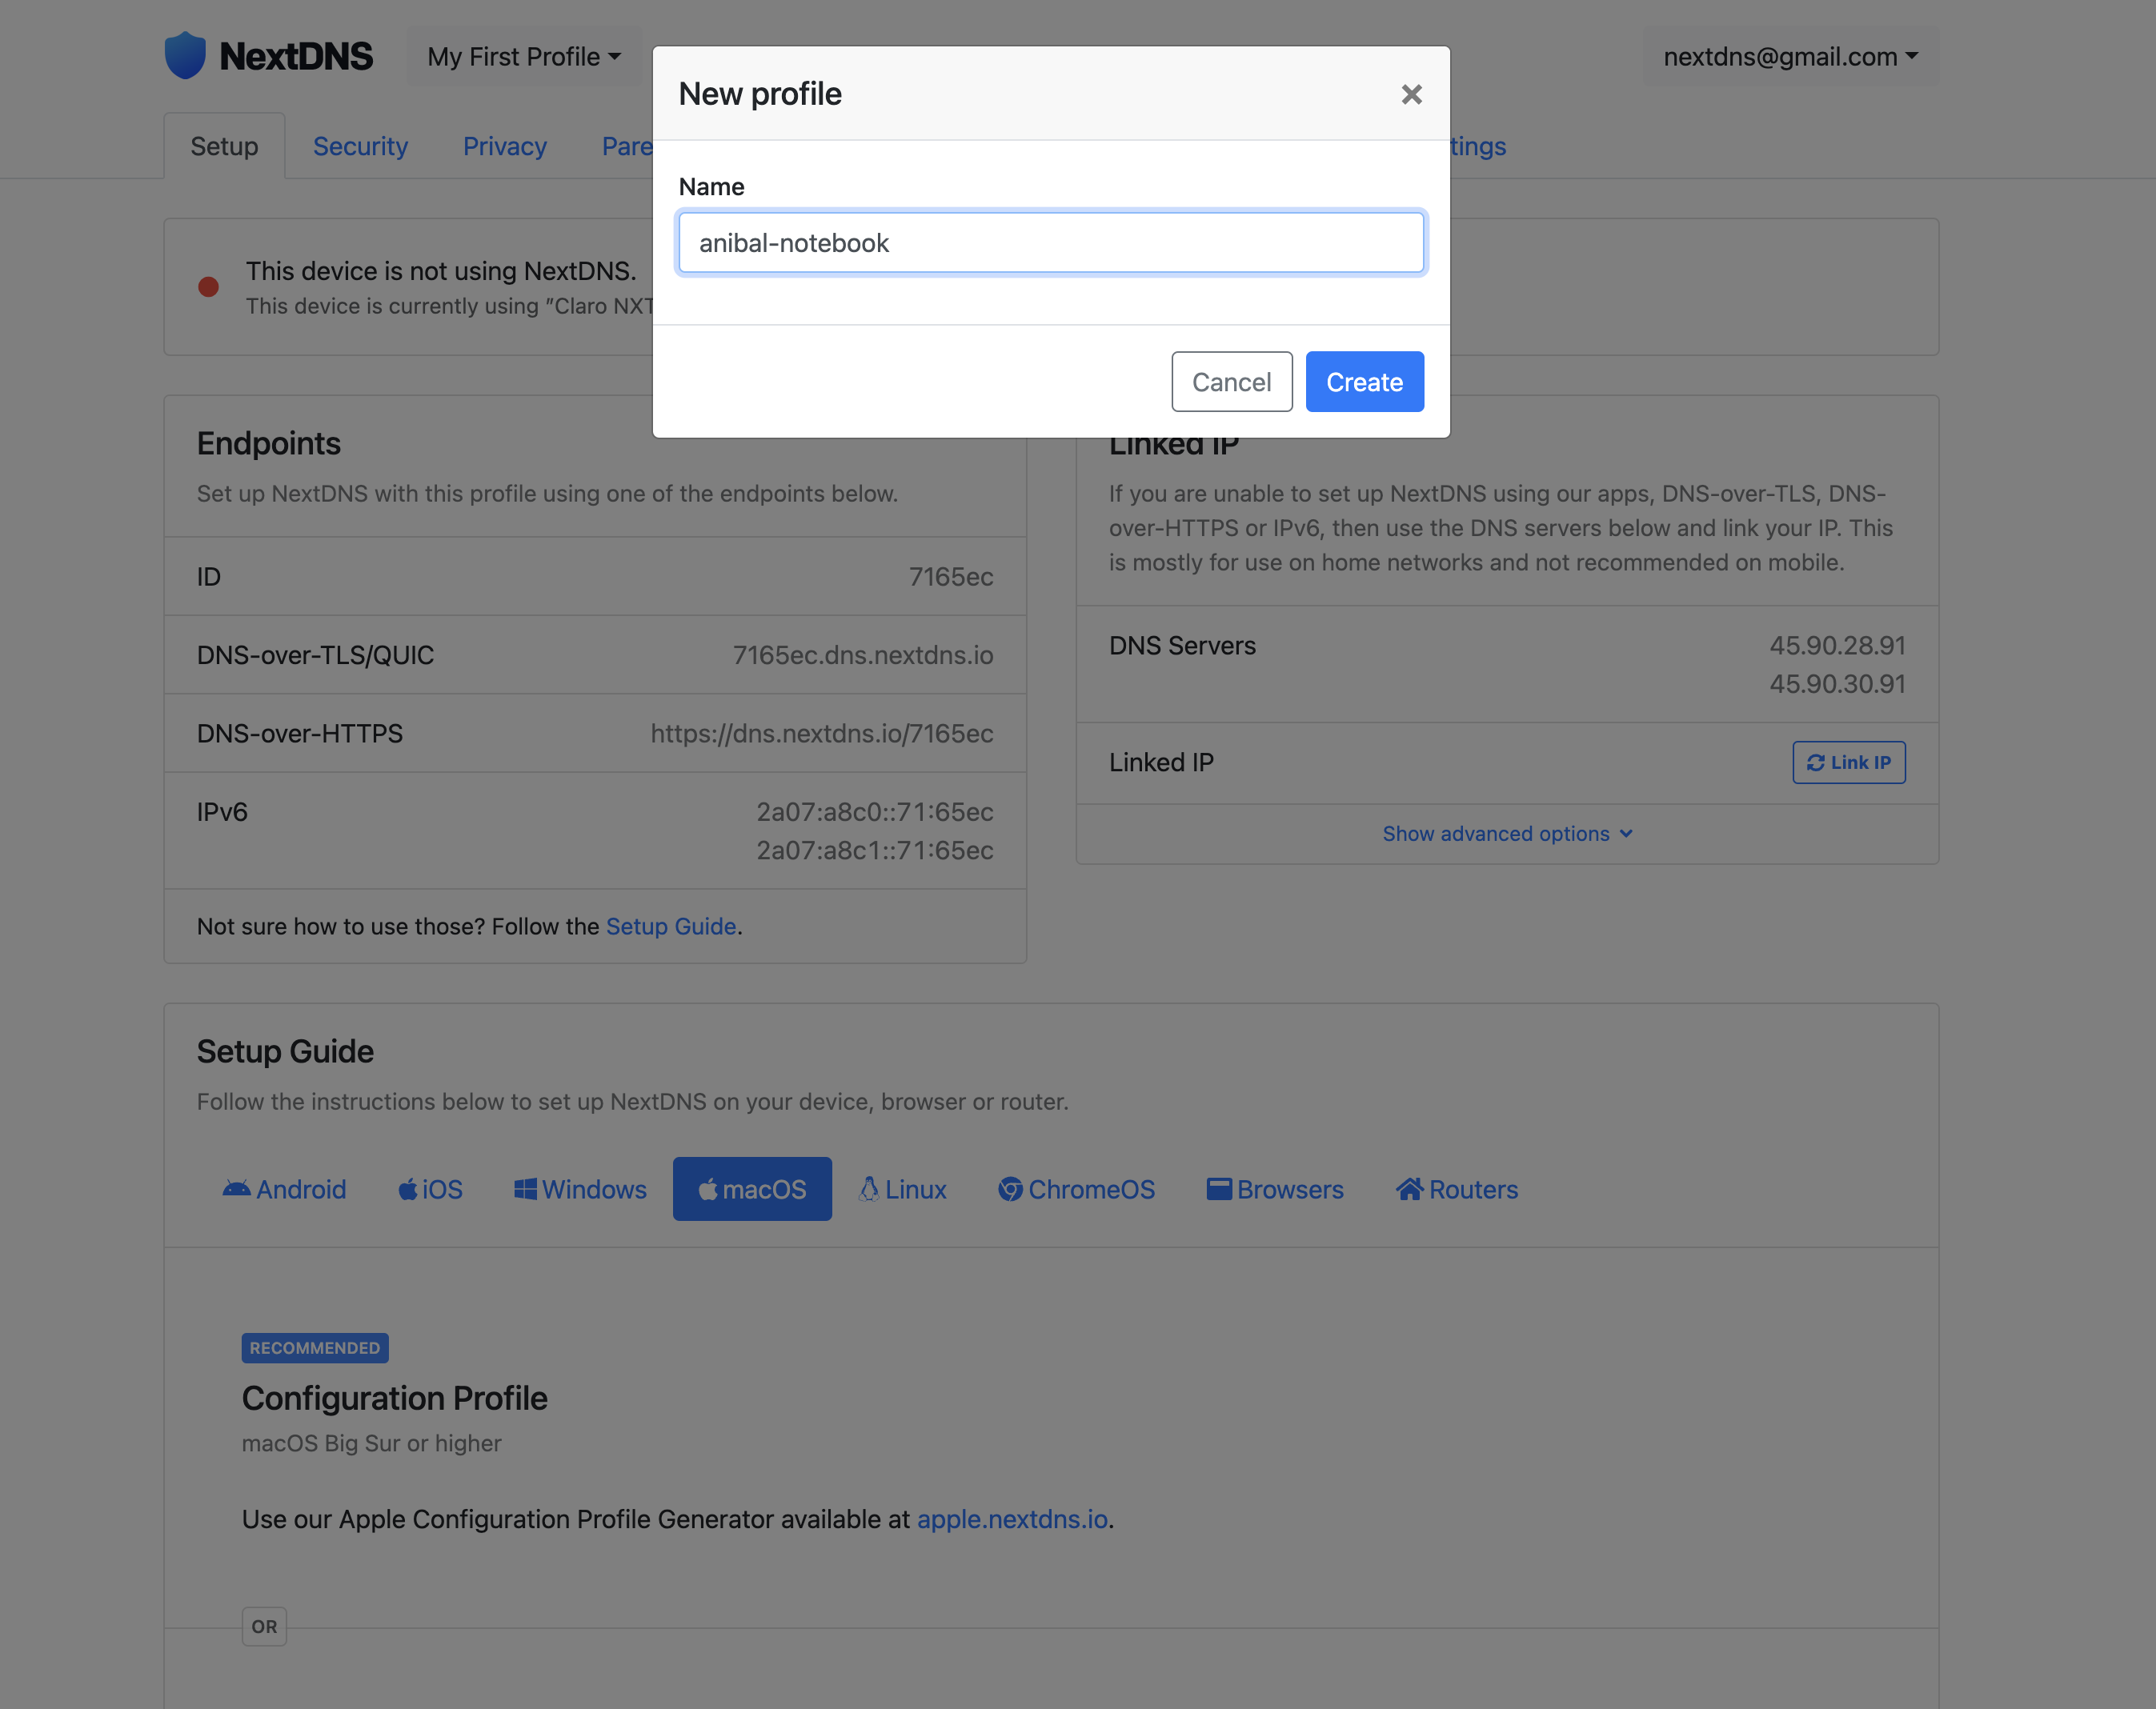 NextDNS
My First Profile
nextdns@gmail.com
Setup
Security
Privacy
Pare
tings
New profile
Name
anibal-notebook
Cancel
Create
This device is not using NextDNS.
This device is currently using "Claro NXT
Endpoints
Set up NextDNS with this profile using one of the endpoints below.
ID
7165ec
DNS-over-TLS/QUIC
7165ec.dns.nextdns.io
DNS-over-HTTPS
https://dns.nextdns.io/7165ec
IPv6
2a07:a8c0::71:65ec
2a07:a8c1::71:65ec
Not sure how to use those? Follow the Setup Guide.
Linked IP
If you are unable to set up NextDNS using our apps, DNS-over-TLS, DNS-
over-HTTPS or IPv6, then use the DNS servers below and link your IP. This
is mostly for use on home networks and not recommended on mobile.
DNS Servers
45.90.28.91
45.90.30.91
Linked IP
Link IP
Show advanced options
Setup Guide
Follow the instructions below to set up NextDNS on your device, browser or router.
Android
iOS
Windows
macOS
Linux
ChromeOS
Browsers
Routers
RECOMMENDED
Configuration Profile
macOS Big Sur or higher
Use our Apple Configuration Profile Generator available at apple.nextdns.io.
OR